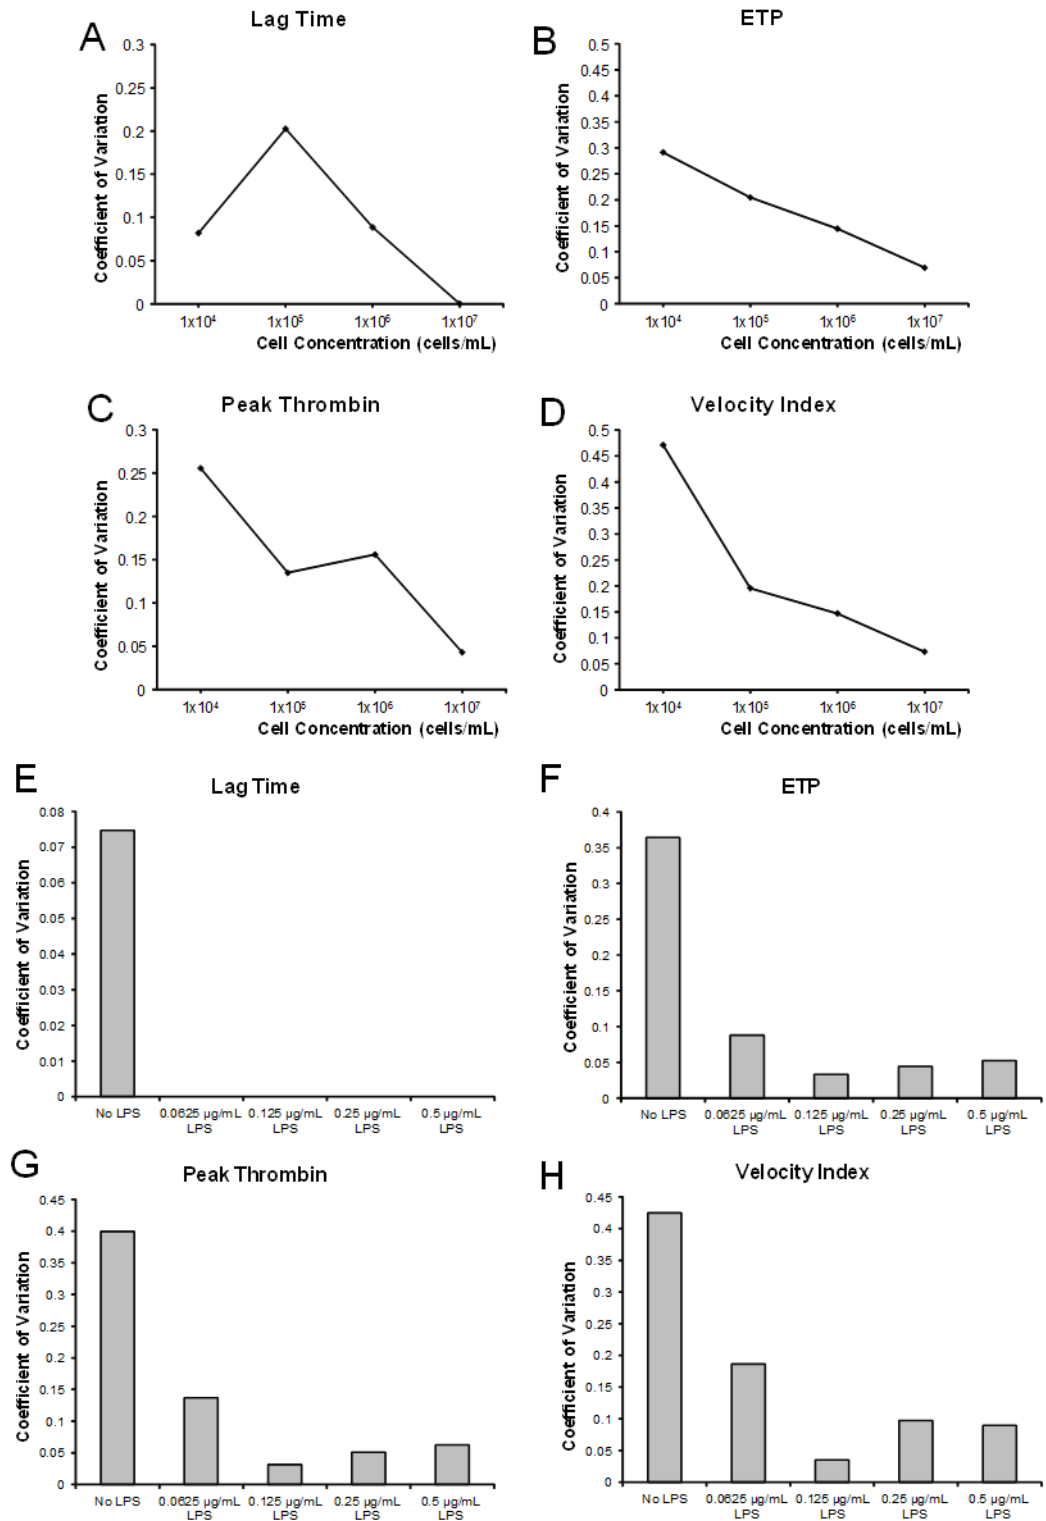 A
Lag Time
Coefficient of Variation
0.3
0.25
0.2
0.15
0.1
0.05
0
1x10⁴ 1x10⁵ 1x10⁶ 1x10⁷
Cell Concentration (cells/mL)
B
ETP
Coefficient of Variation
0.5
0.45
0.4
0.35
0.3
0.25
0.2
0.15
0.1
0.05
0
1x10⁴ 1x10⁵ 1x10⁶ 1x10⁷
Cell Concentration (cells/mL)
C
Peak Thrombin
Coefficient of Variation
0.3
0.25
0.2
0.15
0.1
0.05
0
1x10⁴ 1x10⁵ 1x10⁶ 1x10⁷
Cell Concentration (cells/mL)
D
Velocity Index
Coefficient of Variation
0.5
0.45
0.4
0.35
0.3
0.25
0.2
0.15
0.1
0.05
0
1x10⁴ 1x10⁵ 1x10⁶ 1x10⁷
Cell Concentration (cells/mL)
E
Lag Time
Coefficient of Variation
0.08
0.07
0.06
0.05
0.04
0.03
0.02
0.01
0
No LPS 0.0625 µg/mL 0.125 µg/mL 0.25 µg/mL 0.5 µg/mL
LPS LPS LPS LPS
F
ETP
Coefficient of Variation
0.4
0.35
0.3
0.25
0.2
0.15
0.1
0.05
0
No LPS 0.0625 µg/mL 0.125 µg/mL 0.25 µg/mL 0.5 µg/mL
LPS LPS LPS LPS
G
Peak Thrombin
Coefficient of Variation
0.45
0.4
0.35
0.3
0.25
0.2
0.15
0.1
0.05
0
No LPS 0.0625 µg/mL 0.125 µg/mL 0.25 µg/mL 0.5 µg/mL
LPS LPS LPS LPS
H
Velocity Index
Coefficient of Variation
0.45
0.4
0.35
0.3
0.25
0.2
0.15
0.1
0.05
0
No LPS 0.0625 µg/mL 0.125 µg/mL 0.25 µg/mL 0.5 µg/mL
LPS LPS LPS LPS